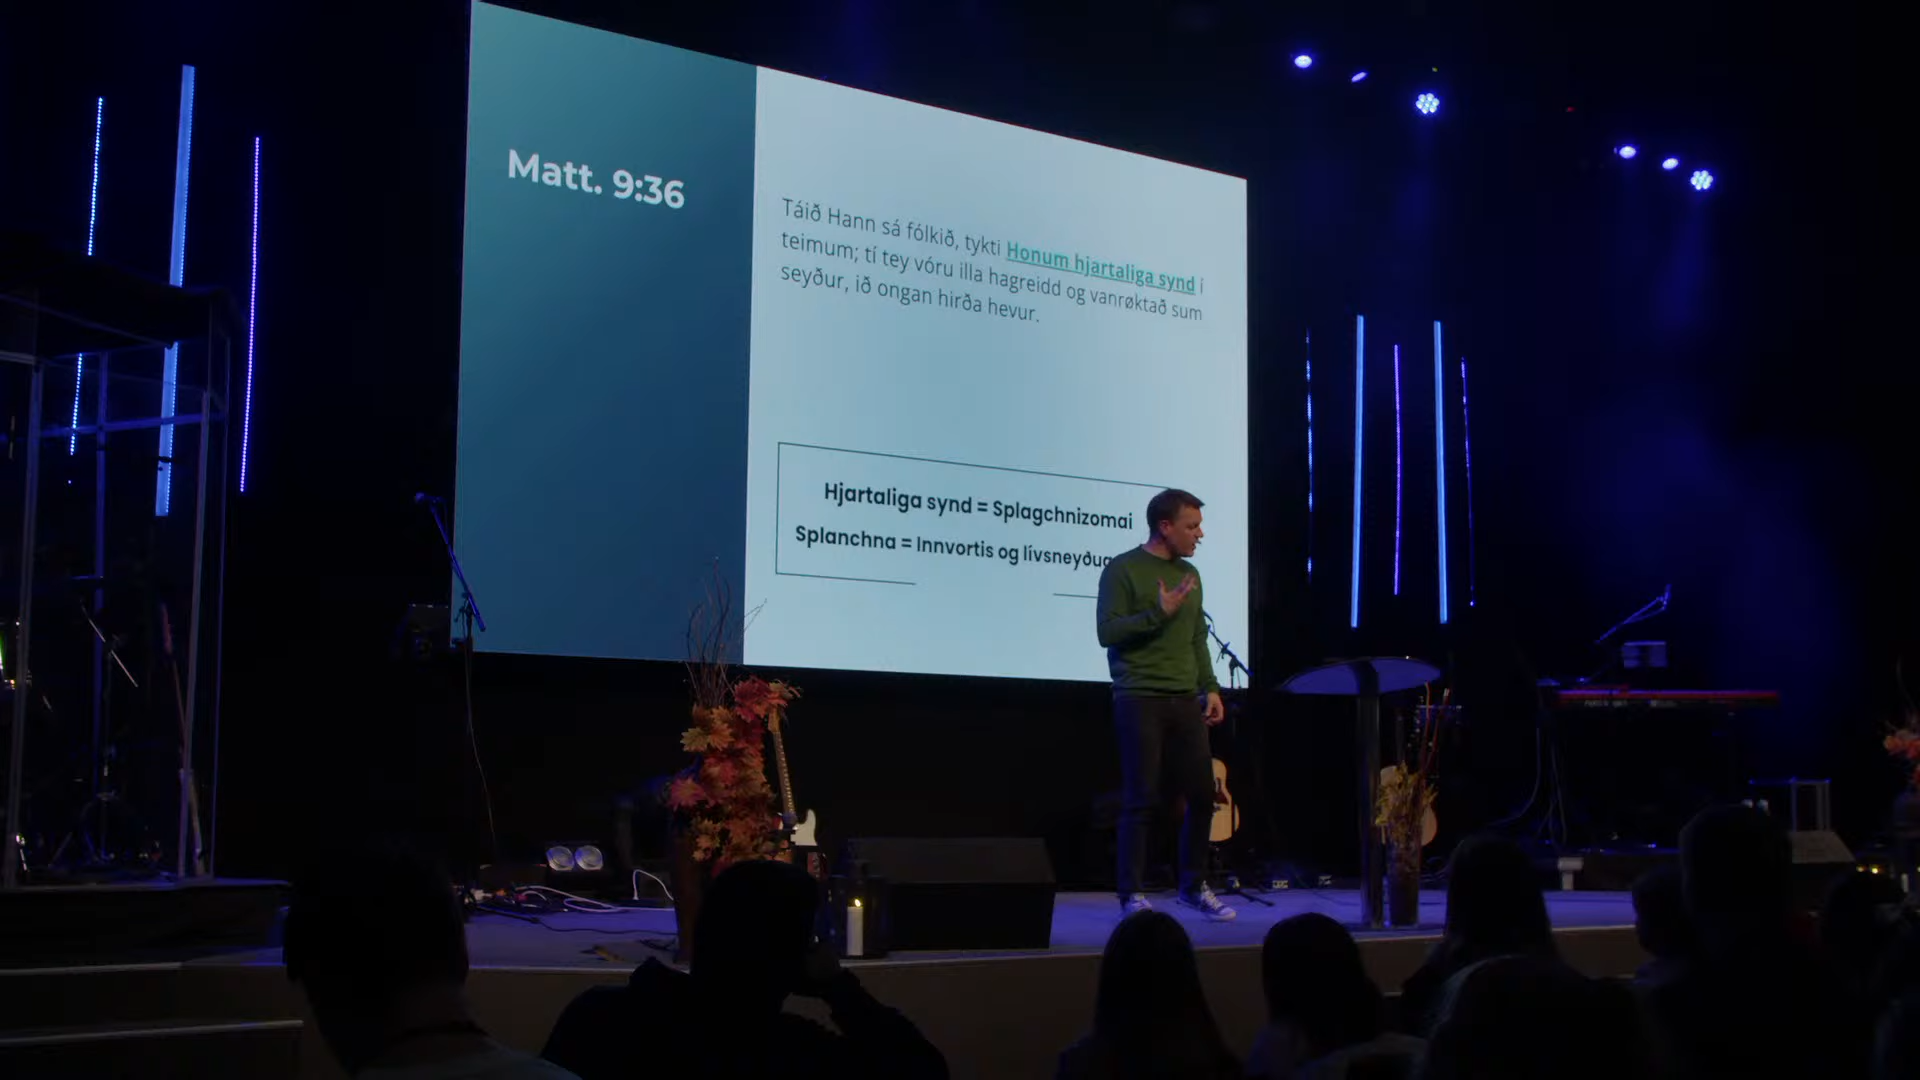 Matt. 9:36
Táið Hann sá fólkið, tykti Honum hjartaliga synd í
teimum; tí tey vóru illa hagreidd og vanrøktað sum
seyður, ið ongan hirða hevur.
Hjartaliga synd = Splagchnizomai
Splanchna = Innvortis og